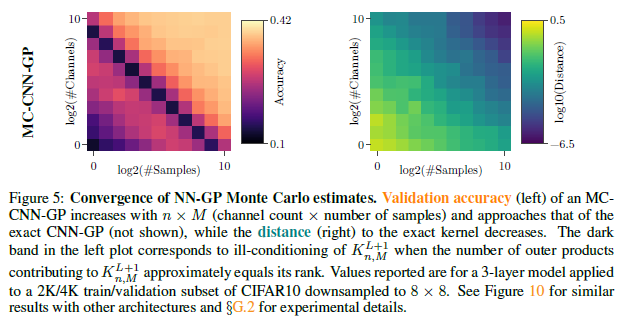 MC-CNN-GP
10
log2(#Channels)
0
0
log2(#Samples)
10
0.42
Accuracy
0.1
10
log2(#Channels)
0
0
log2(#Samples)
10
0.5
log10(Distance)
−6.5
Figure 5: Convergence of NN-GP Monte Carlo estimates. Validation accuracy (left) of an MC-
CNN-GP increases with n × M (channel count × number of samples) and approaches that of the
exact CNN-GP (not shown), while the distance (right) to the exact kernel decreases. The dark
band in the left plot corresponds to ill-conditioning of K^{L+1}_{n,M} when the number of outer products
contributing to K^{L+1}_{n,M} approximately equals its rank. Values reported are for a 3-layer model applied
to a 2K/4K train/validation subset of CIFAR10 downsampled to 8 × 8. See Figure 10 for similar
results with other architectures and §G.2 for experimental details.